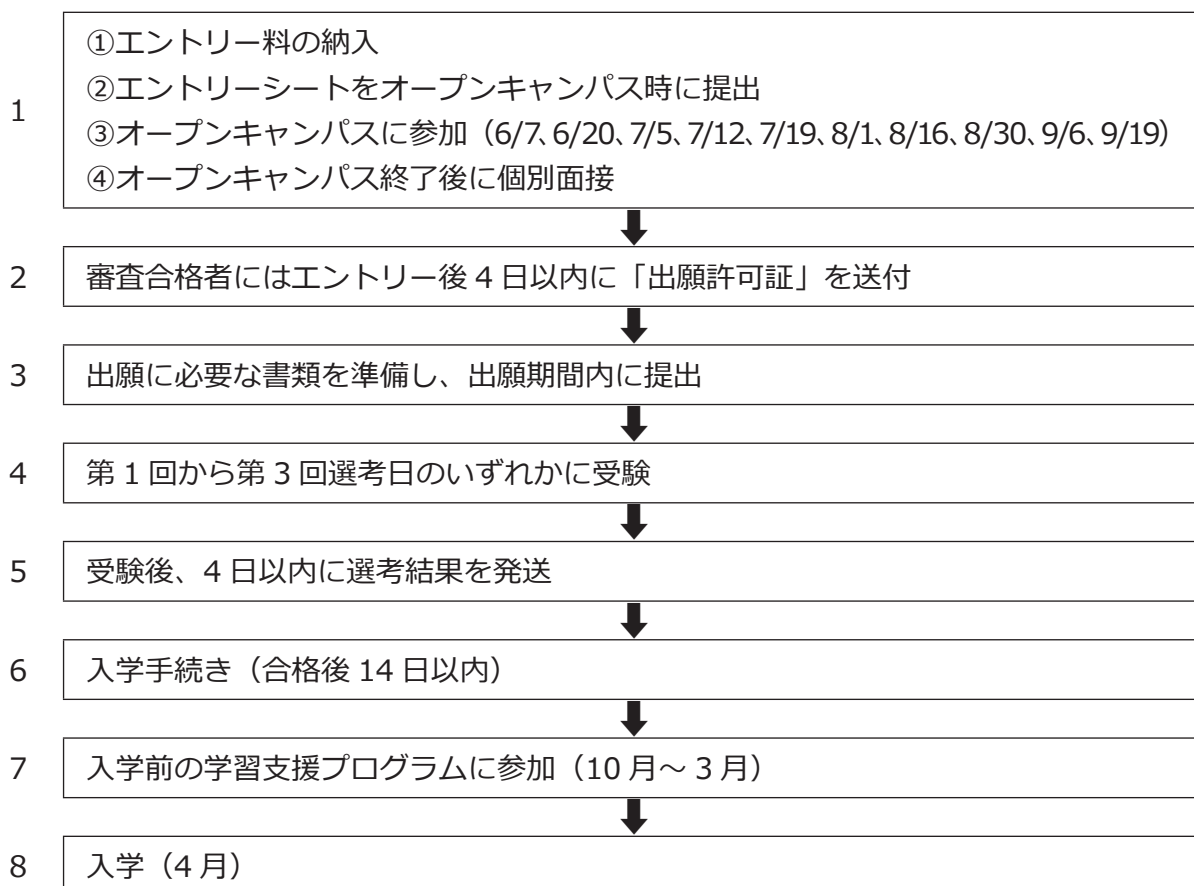 1
①エントリー料の納入
②エントリーシートをオープンキャンパス時に提出
③オープンキャンパスに参加（6/7、6/20、7/5、7/12、7/19、8/1、8/16、8/30、9/6、9/19）
④オープンキャンパス終了後に個別面接
2 審査合格者にはエントリー後 4 日以内に「出願許可証」を送付
3 出願に必要な書類を準備し、出願期間内に提出
4 第 1 回から第 3 回選考日のいずれかに受験
5 受験後、4 日以内に選考結果を発送
6 入学手続き（合格後 14 日以内）
7 入学前の学習支援プログラムに参加（10 月～ 3 月）
8 入学（4 月）